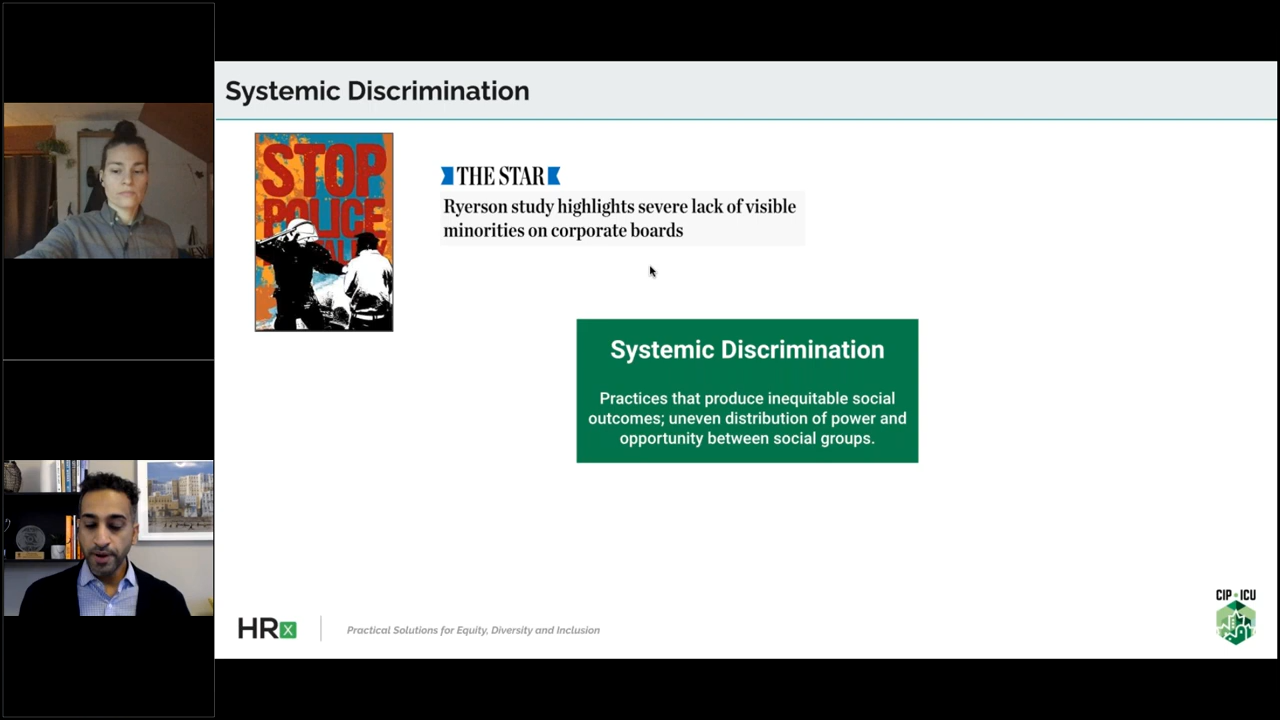 Systemic Discrimination
STOP
POLICE
THE STAR
Ryerson study highlights severe lack of visible
minorities on corporate boards
Systemic Discrimination
Practices that produce inequitable social
outcomes; uneven distribution of power and
opportunity between social groups.
HRx
Practical Solutions for Equity, Diversity and Inclusion
CIP · ICU